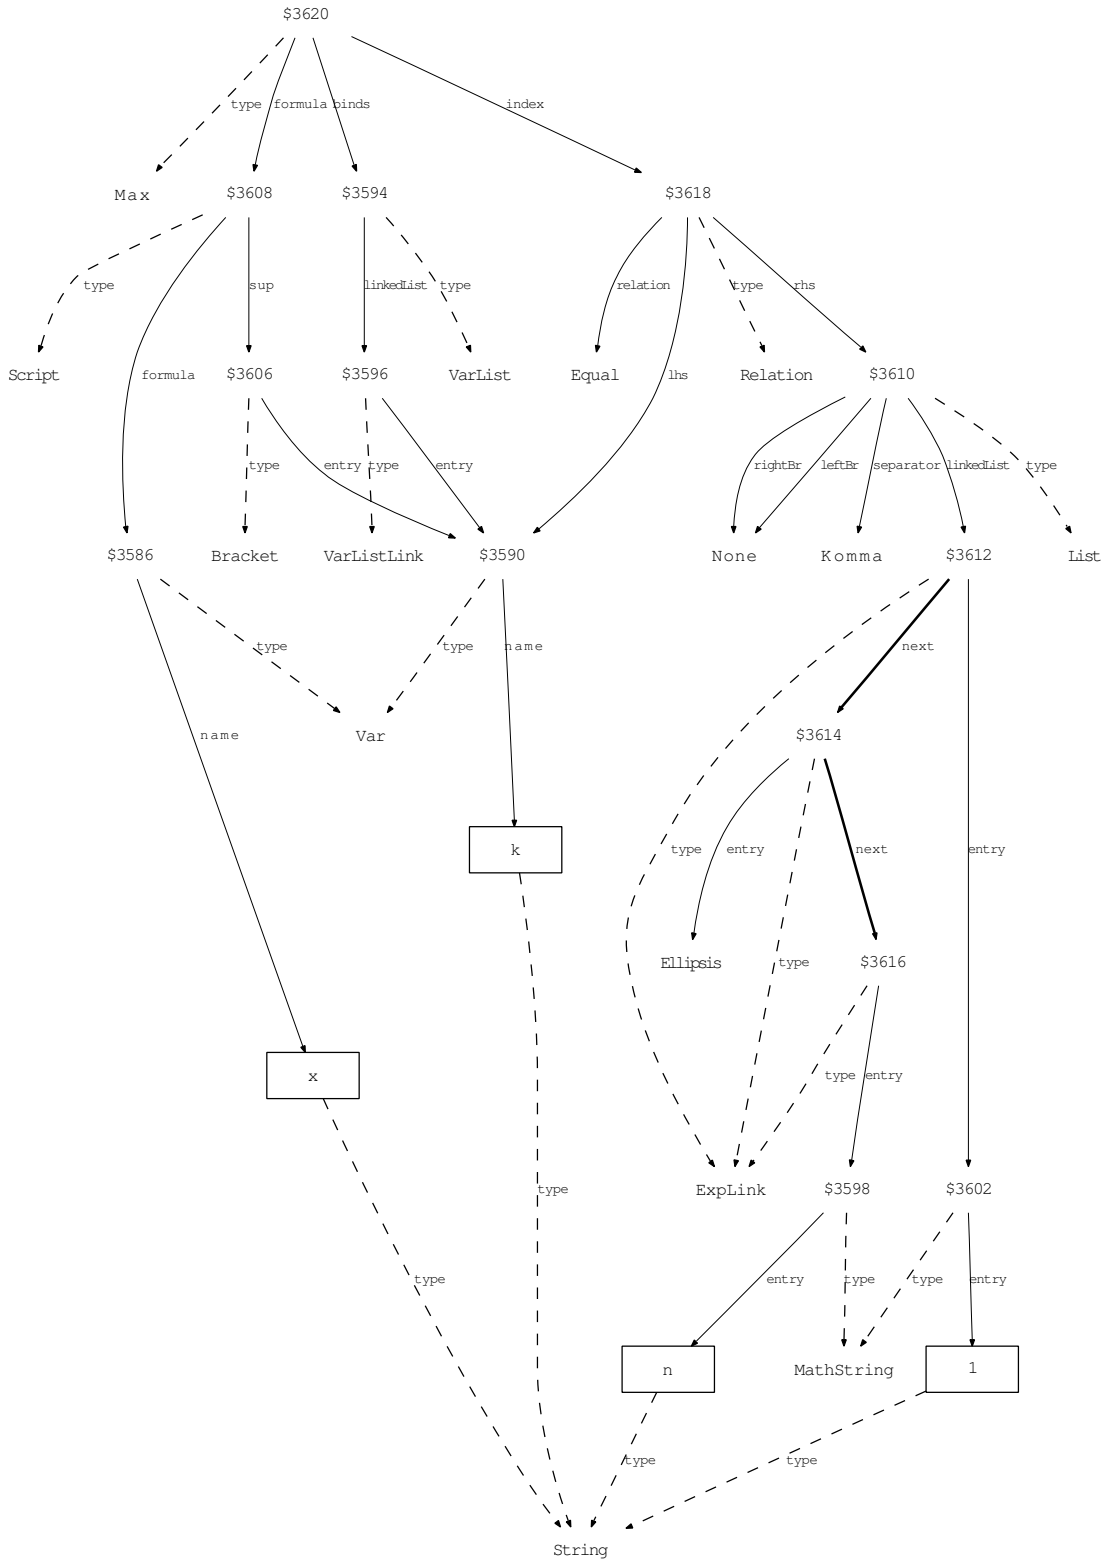 $3620
type formula binds index
Max $3608 $3594 $3618
type sup linkedList type relation type rhs
Script formula $3606 $3596 VarList Equal Relation lhs $3610
type entry type entry rightBr leftBr separator linkedList type
$3586 Bracket VarListLink $3590 None Komma $3612 List
type type name next
name Var $3614
type entry next entry
k
Ellipsis type $3616
x type entry
type ExpLink $3598 $3602
type entry type type entry
n MathString 1
type type
String